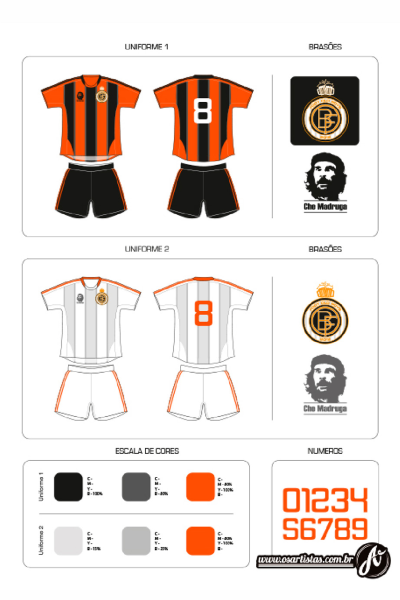 UNIFORME 1
BRASÕES
8
Che Madruga
UNIFORME 2
BRASÕES
8
Che Madruga
ESCALA DE CORES
NUMEROS
Uniforme 1
C -
M -
Y -
B - 100%
C -
M -
Y -
B - 80%
C -
M - 80%
Y - 100%
B -
Uniforme 2
C -
M -
Y -
B - 15%
C -
M -
Y -
B - 25%
C -
M - 80%
Y - 100%
B -
01234
56789
www.osartistas.com.br